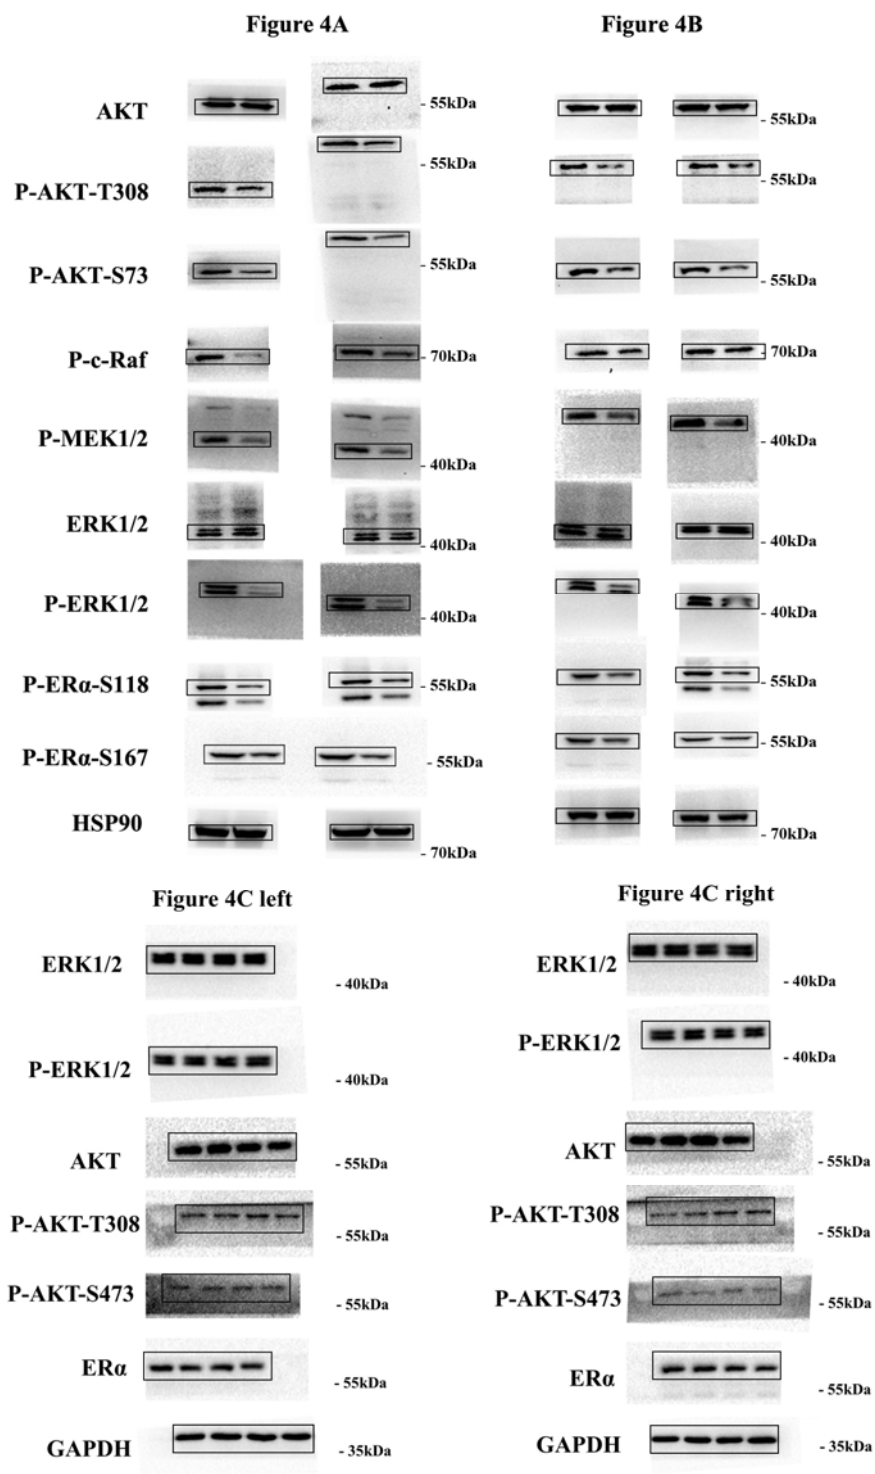 Figure 4A Figure 4B
AKT - 55kDa - 55kDa
P-AKT-T308 - 55kDa - 55kDa
P-AKT-S73 - 55kDa - 55kDa
P-c-Raf - 70kDa - 70kDa
P-MEK1/2 - 40kDa - 40kDa
ERK1/2 - 40kDa - 40kDa
P-ERK1/2 - 40kDa - 40kDa
P-ERα-S118 - 55kDa - 55kDa
P-ERα-S167 - 55kDa - 55kDa
HSP90 - 70kDa - 70kDa
Figure 4C left
ERK1/2 - 40kDa
P-ERK1/2 - 40kDa
AKT - 55kDa
P-AKT-T308 - 55kDa
P-AKT-S473 - 55kDa
ERα - 55kDa
GAPDH - 35kDa
Figure 4C right
ERK1/2 - 40kDa
P-ERK1/2 - 40kDa
AKT - 55kDa
P-AKT-T308 - 55kDa
P-AKT-S473 - 55kDa
ERα - 55kDa
GAPDH - 35kDa